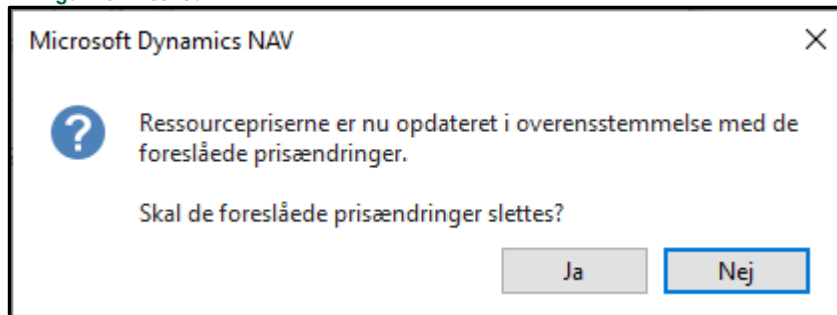 Microsoft Dynamics NAV
Ressourcepriserne er nu opdateret i overensstemmelse med de
foreslåede prisændringer.
Skal de foreslåede prisændringer slettes?
Ja
Nej